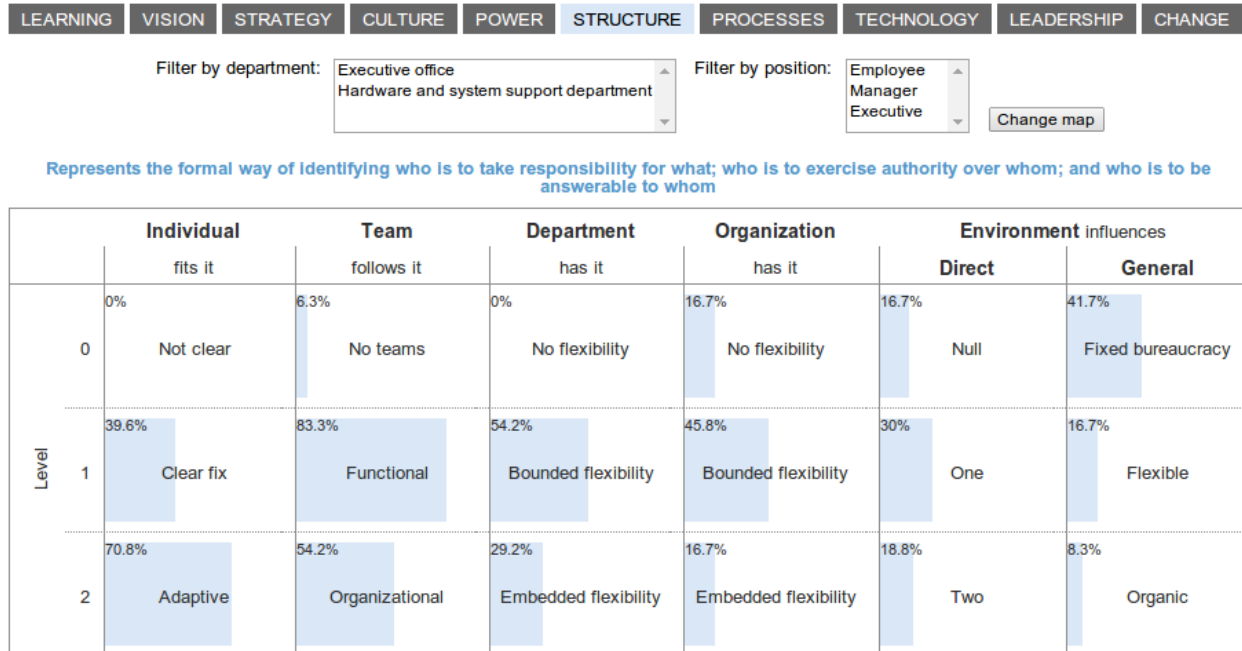 LEARNING VISION STRATEGY CULTURE POWER STRUCTURE PROCESSES TECHNOLOGY LEADERSHIP CHANGE
Filter by department: Executive office Filter by position: Employee
Hardware and system support department Manager
Executive Change map
Represents the formal way of identifying who is to take responsibility for what; who is to exercise authority over whom; and who is to be
answerable to whom
Individual Team Department Organization Environment influences
fits it follows it has it has it Direct General
0% 6.3% 0% 16.7% 16.7% 41.7%
0 Not clear No teams No flexibility No flexibility Null Fixed bureaucracy
39.6% 83.3% 54.2% 45.8% 30% 16.7%
Level 1 Clear fix Functional Bounded flexibility Bounded flexibility One Flexible
70.8% 54.2% 29.2% 16.7% 18.8% 8.3%
2 Adaptive Organizational Embedded flexibility Embedded flexibility Two Organic